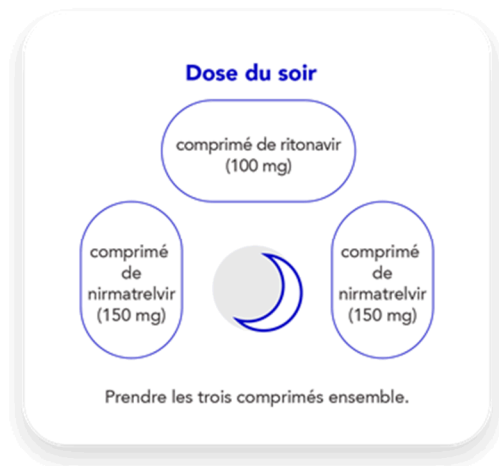 Dose du soir
comprimé de ritonavir
(100 mg)
comprimé
de
nirmatrelvir
(150 mg)
comprimé
de
nirmatrelvir
(150 mg)
Prendre les trois comprimés ensemble.